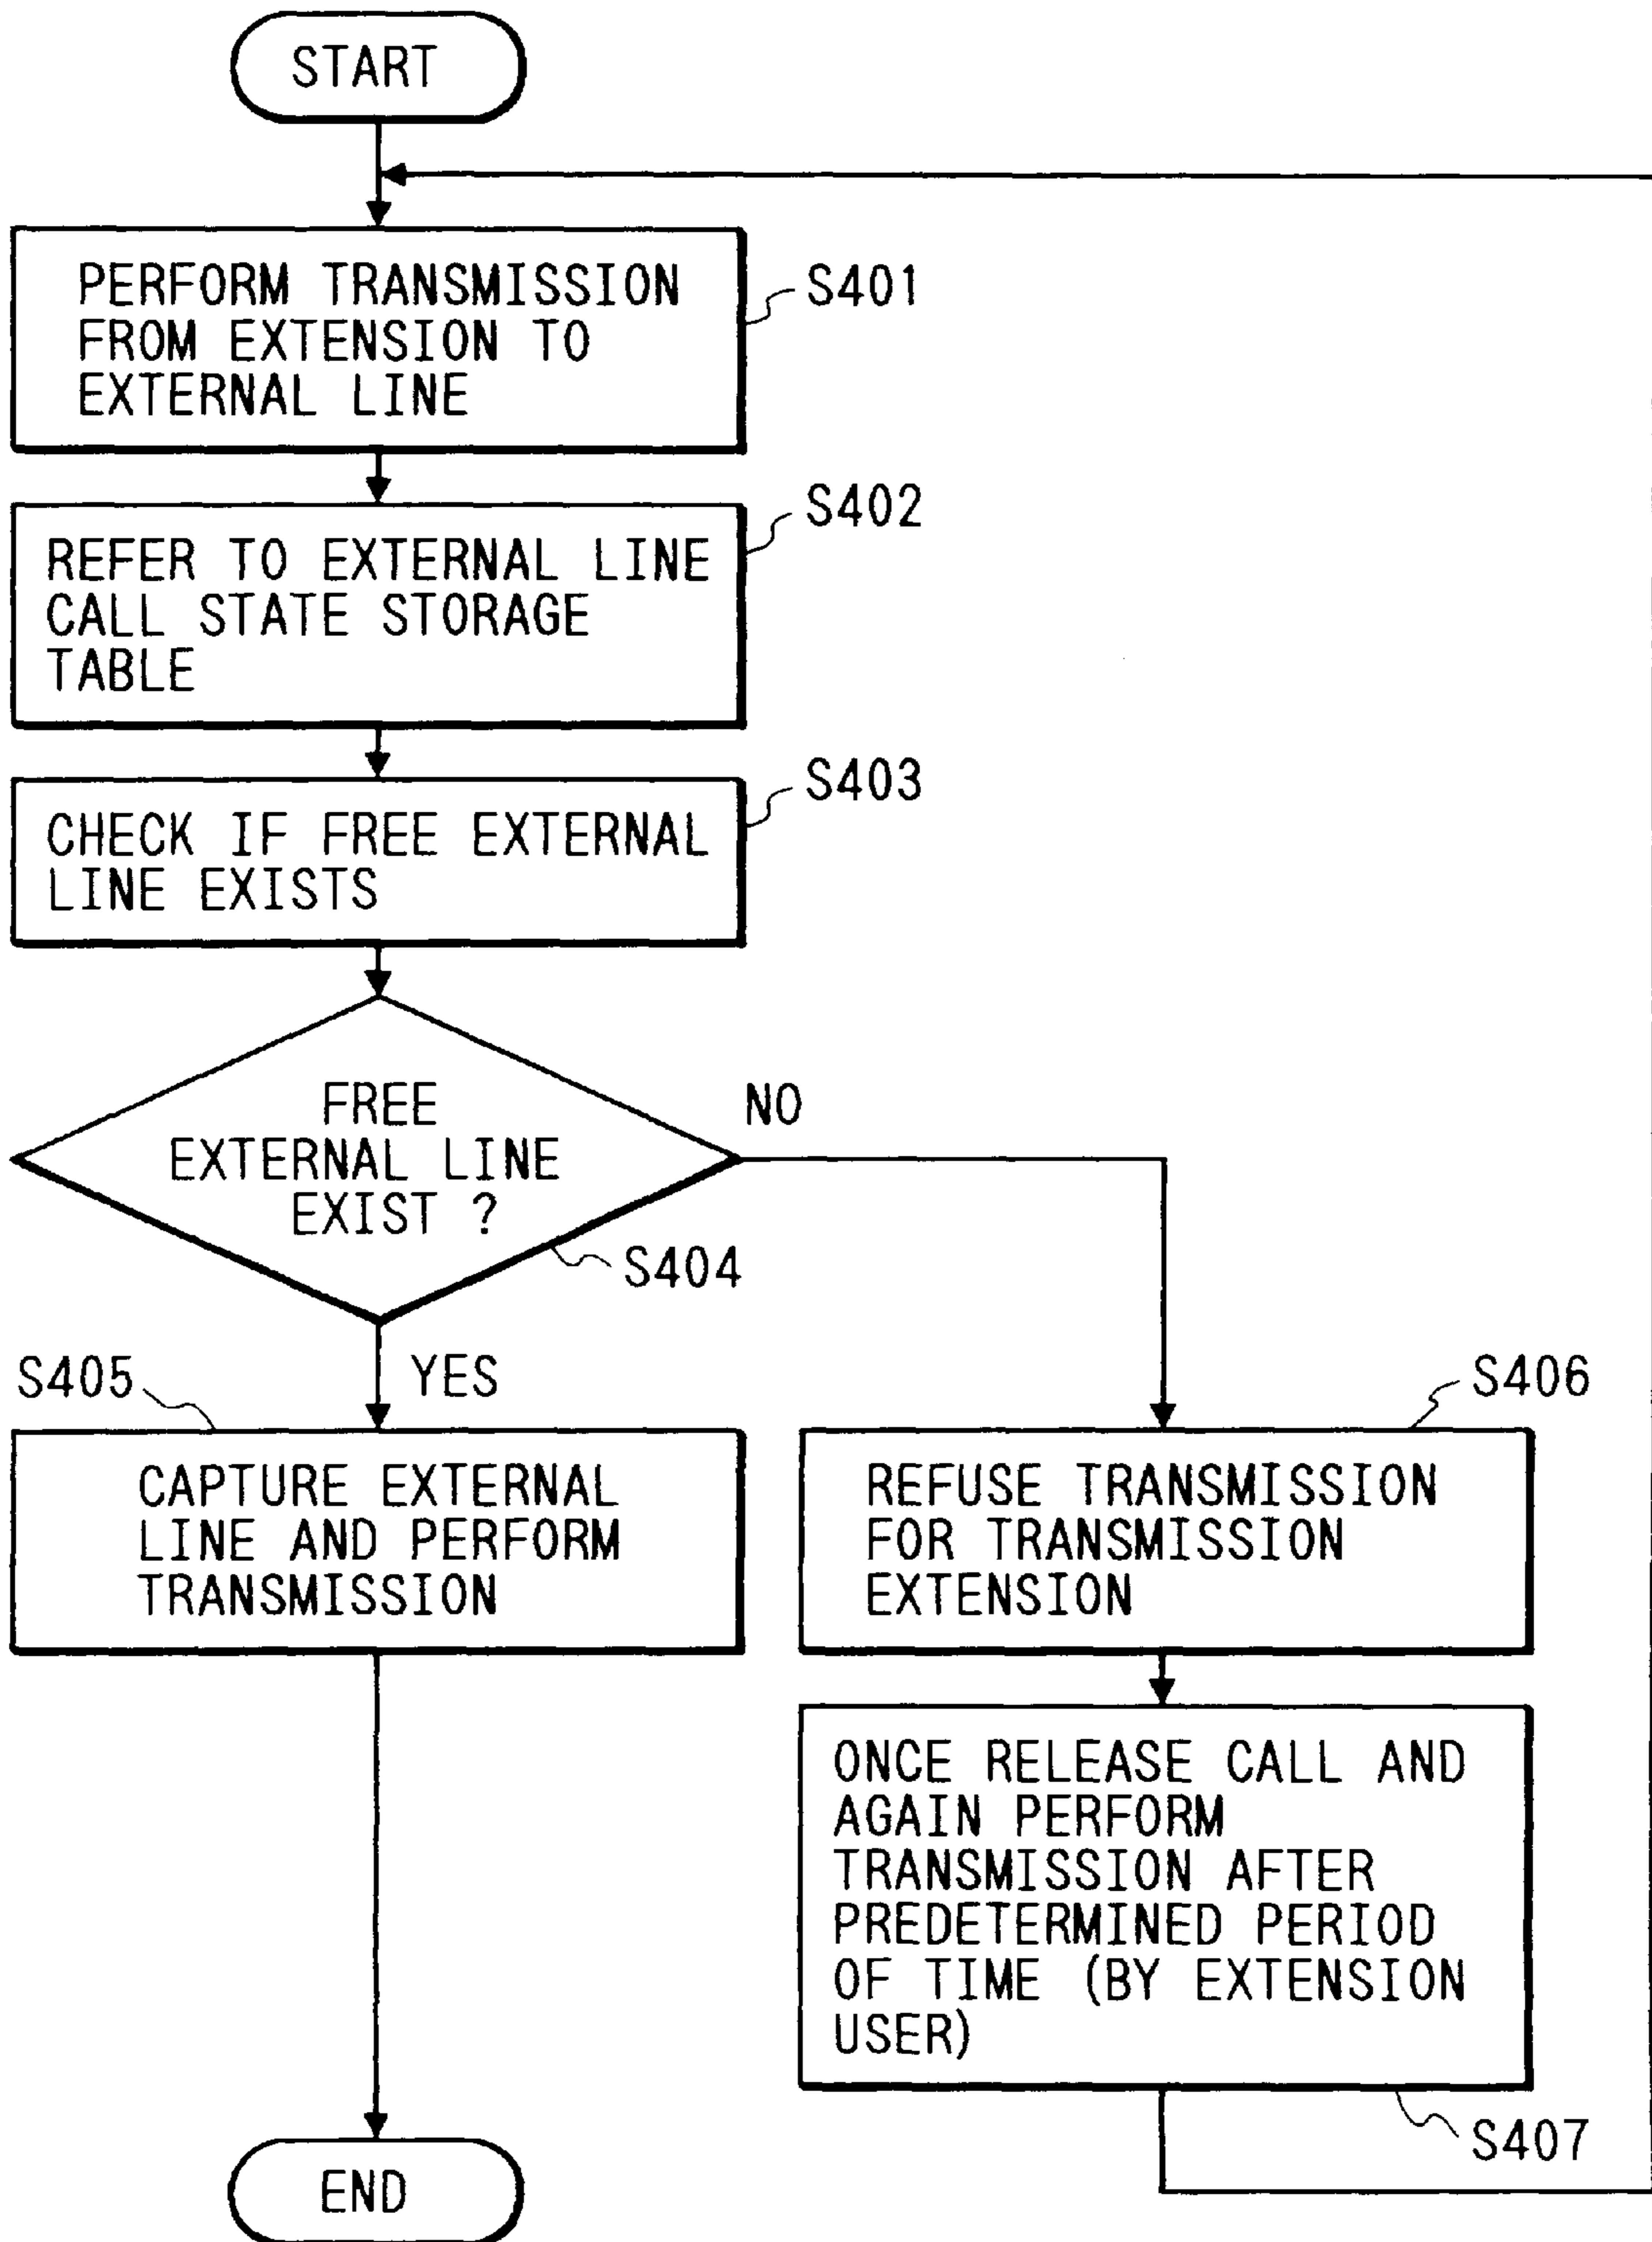 START
PERFORM TRANSMISSION
FROM EXTENSION TO
EXTERNAL LINE
S401
REFER TO EXTERNAL LINE
CALL STATE STORAGE
TABLE
S402
CHECK IF FREE EXTERNAL
LINE EXISTS
S403
FREE
EXTERNAL LINE
EXIST ?
NO
S404
YES
S405
CAPTURE EXTERNAL
LINE AND PERFORM
TRANSMISSION
S406
REFUSE TRANSMISSION
FOR TRANSMISSION
EXTENSION
ONCE RELEASE CALL AND
AGAIN PERFORM
TRANSMISSION AFTER
PREDETERMINED PERIOD
OF TIME (BY EXTENSION
USER)
S407
END